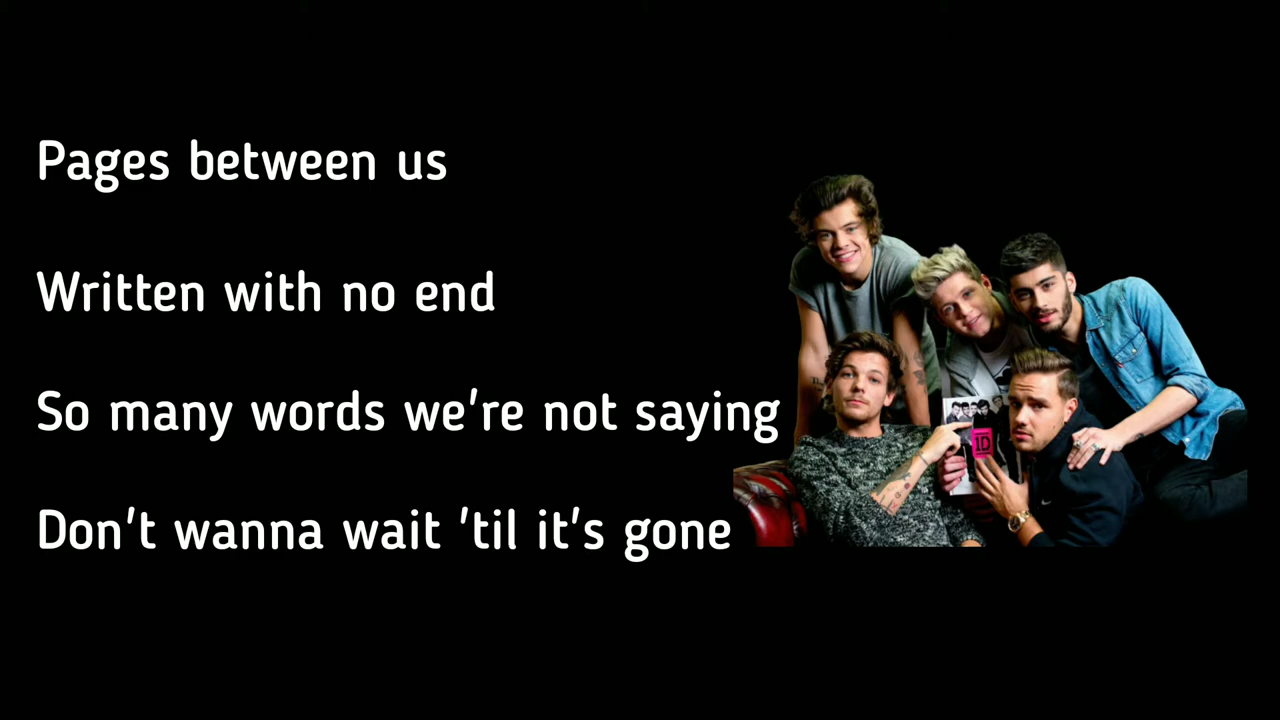 Pages between us
Written with no end
So many words we're not saying
Don't wanna wait 'til it's gone
1D